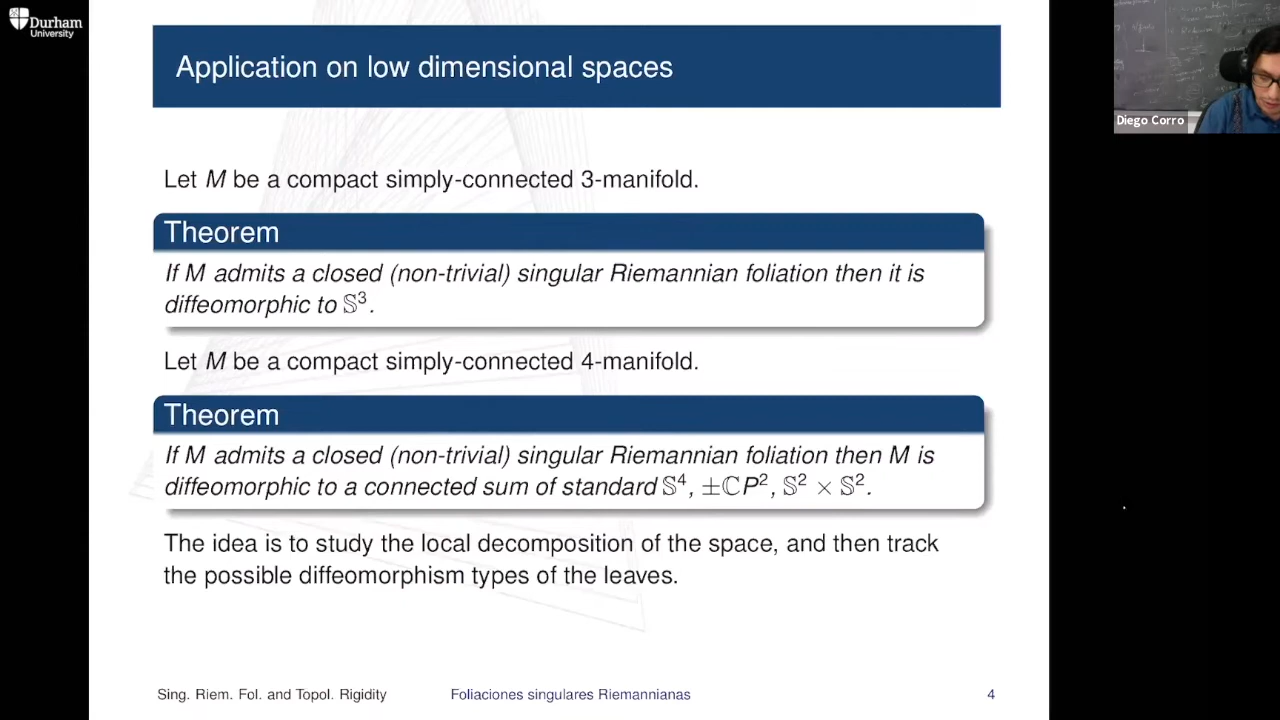 Durham
University
Application on low dimensional spaces
Diego Corro
Let M be a compact simply-connected 3-manifold.
Theorem
If M admits a closed (non-trivial) singular Riemannian foliation then it is
diffeomorphic to 𝕊³.
Let M be a compact simply-connected 4-manifold.
Theorem
If M admits a closed (non-trivial) singular Riemannian foliation then M is
diffeomorphic to a connected sum of standard 𝕊⁴, ±ℂP², 𝕊² × 𝕊².
The idea is to study the local decomposition of the space, and then track
the possible diffeomorphism types of the leaves.
Sing. Riem. Fol. and Topol. Rigidity Foliaciones singulares Riemannianas 4